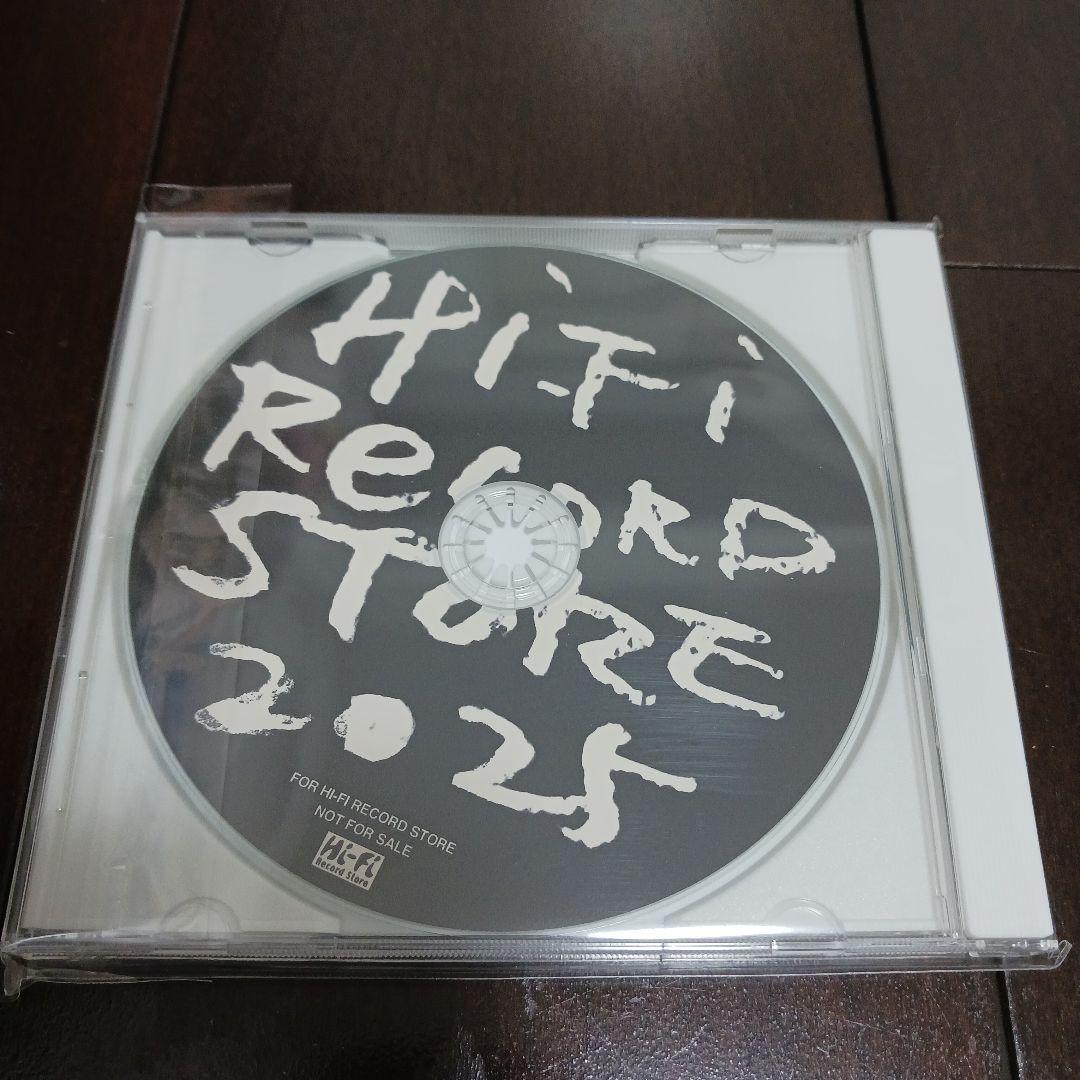 Hi-Fi
ReCORD
STORE
2025
FOR HI-FI RECORD STORE
NOT FOR SALE
Hi-Fi
Record Store